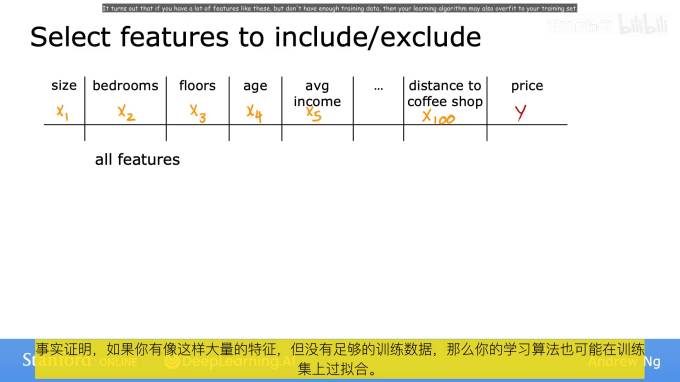 It turns out that if you have a lot of features like these, but don't have enough training data, then your learning algorithm may also overfit to your training set
Select features to include/exclude
bilibili
size bedrooms floors age avg income ... distance to coffee shop price
x₁ x₂ x₃ x₄ x₅ x₁₀₀ y
all features
Stanford ONLINE DeepLearning.AI Andrew Ng
事实证明，如果你有像这样大量的特征，但没有足够的训练数据，那么你的学习算法也可能在训练
集上过拟合。